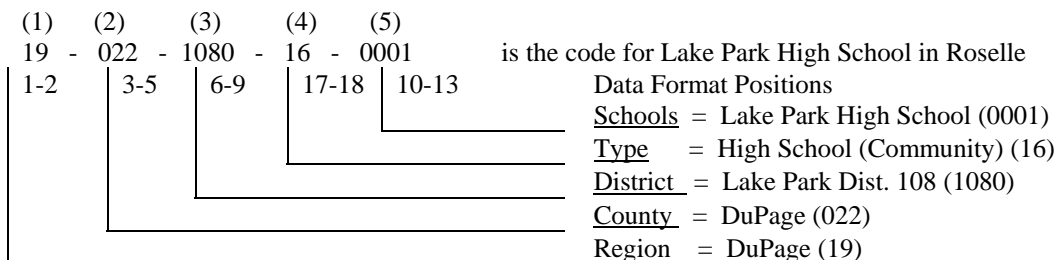 (1) (2) (3) (4) (5)
19 - 022 - 1080 - 16 - 0001 is the code for Lake Park High School in Roselle
1-2 3-5 6-9 17-18 10-13 Data Format Positions
Schools = Lake Park High School (0001)
Type = High School (Community) (16)
District = Lake Park Dist. 108 (1080)
County = DuPage (022)
Region = DuPage (19)